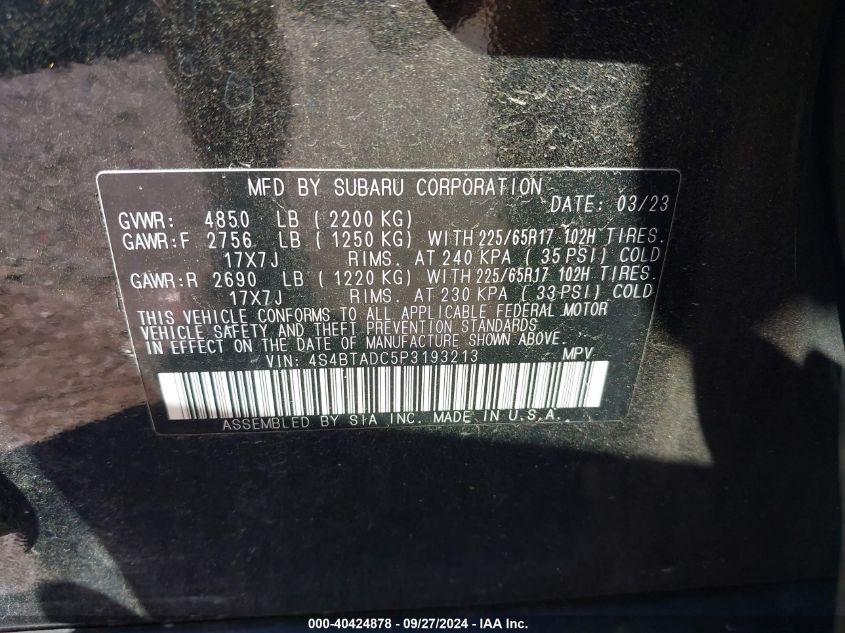 MFD BY SUBARU CORPORATION
DATE: 03/23
GVWR: 4850 LB ( 2200 KG)
GAWR:F 2756 LB ( 1250 KG) WITH 225/65R17 102H TIRES.
17X7J RIMS. AT 240 KPA ( 35 PSI) COLD
GAWR:R 2690 LB ( 1220 KG) WITH 225/65R17 102H TIRES.
17X7J RIMS. AT 230 KPA ( 33 PSI) COLD
THIS VEHICLE CONFORMS TO ALL APPLICABLE FEDERAL MOTOR
VEHICLE SAFETY AND THEFT PREVENTION STANDARDS
IN EFFECT ON THE DATE OF MANUFACTURE SHOWN ABOVE.
VIN: 4S4BTADC5P3193213 MPV
ASSEMBLED BY SIA INC. MADE IN U.S.A.
000-40424878 - 09/27/2024 - IAA Inc.